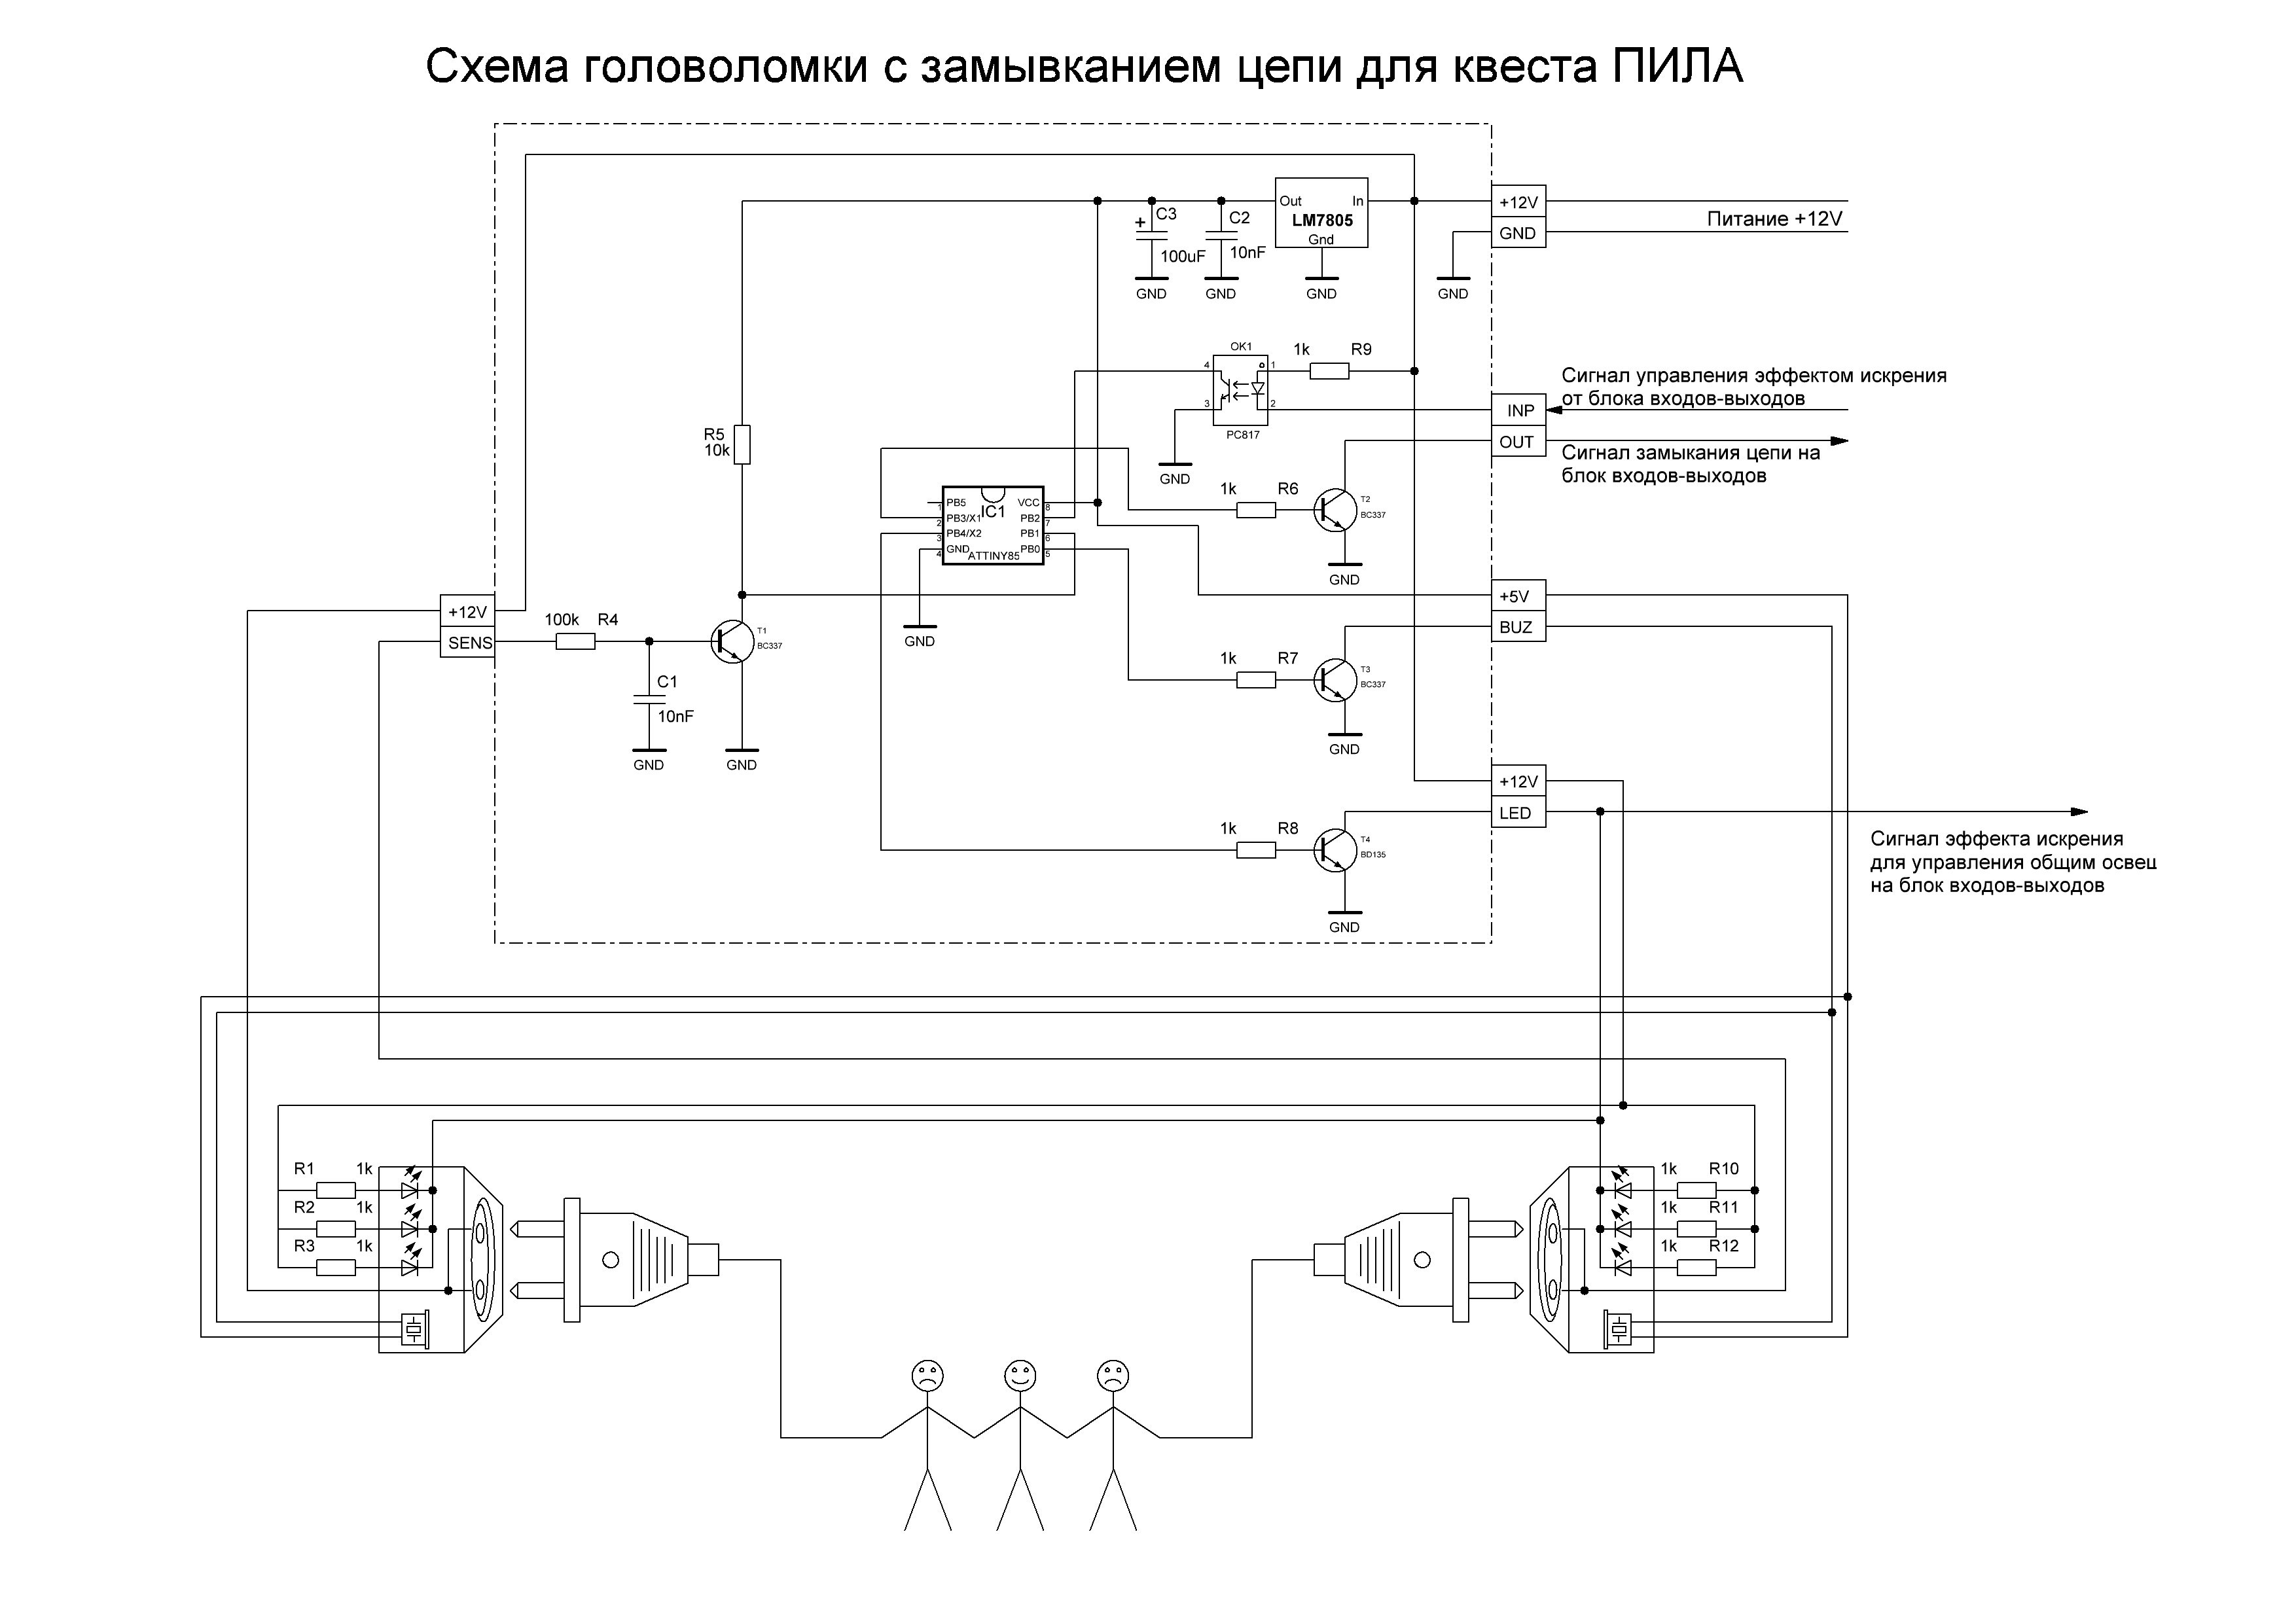 Схема головоломки с замывканием цепи для квеста ПИЛА
Out In
LM7805
Gnd
C3
+
100uF
C2
10nF
GND
GND
GND
GND
+12V
GND
Питание +12V
OK1
4
1
3
2
PC817
1k R9
GND
Сигнал управления эффектом искрения
от блока входов-выходов
INP
OUT
Сигнал замыкания цепи на
блок входов-выходов
R5
10k
PB5
PB3/X1
PB4/X2
GND
IC1
ATTINY85
VCC
PB2
PB1
PB0
1
2
3
4
8
7
6
5
GND
1k R6
T2
BC337
GND
+5V
BUZ
+12V
SENS
100k R4
T1
BC337
C1
10nF
GND
GND
1k R7
T3
BC337
GND
+12V
LED
1k R8
T4
BD135
GND
Сигнал эффекта искрения
для управления общим освец
на блок входов-выходов
R1 1k
R2 1k
R3 1k
1k R10
1k R11
1k R12